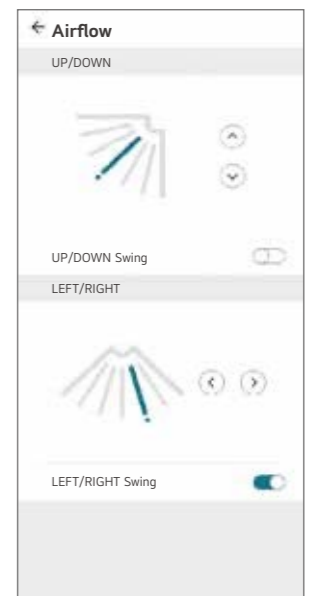 Airflow
UP/DOWN
UP/DOWN Swing
LEFT/RIGHT
LEFT/RIGHT Swing